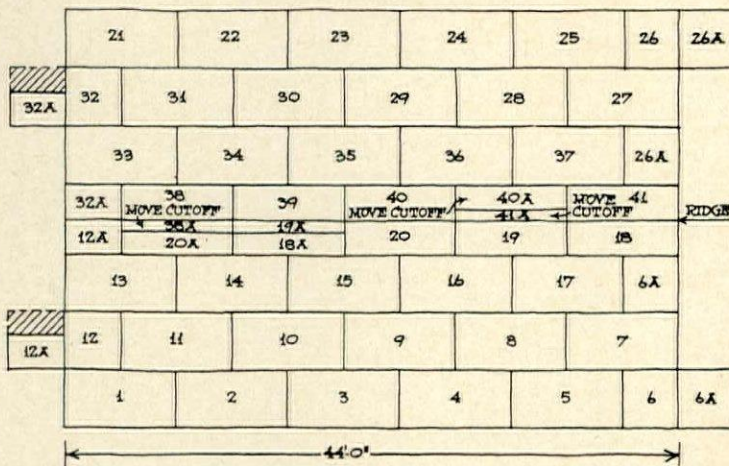 21 22 23 24 25 26 26A
32 31 30 29 28 27
32A
33 34 35 36 37 26A
32A 38 39 40 40A MOVE 41
MOVE CUTOFF MOVE CUTOFF 41A CUTOFF RIDGE
12A 38A 19A 20 19 18
20A 18A
13 14 15 16 17 6A
12 11 10 9 8 7
12A
1 2 3 4 5 6 6A
44'0"